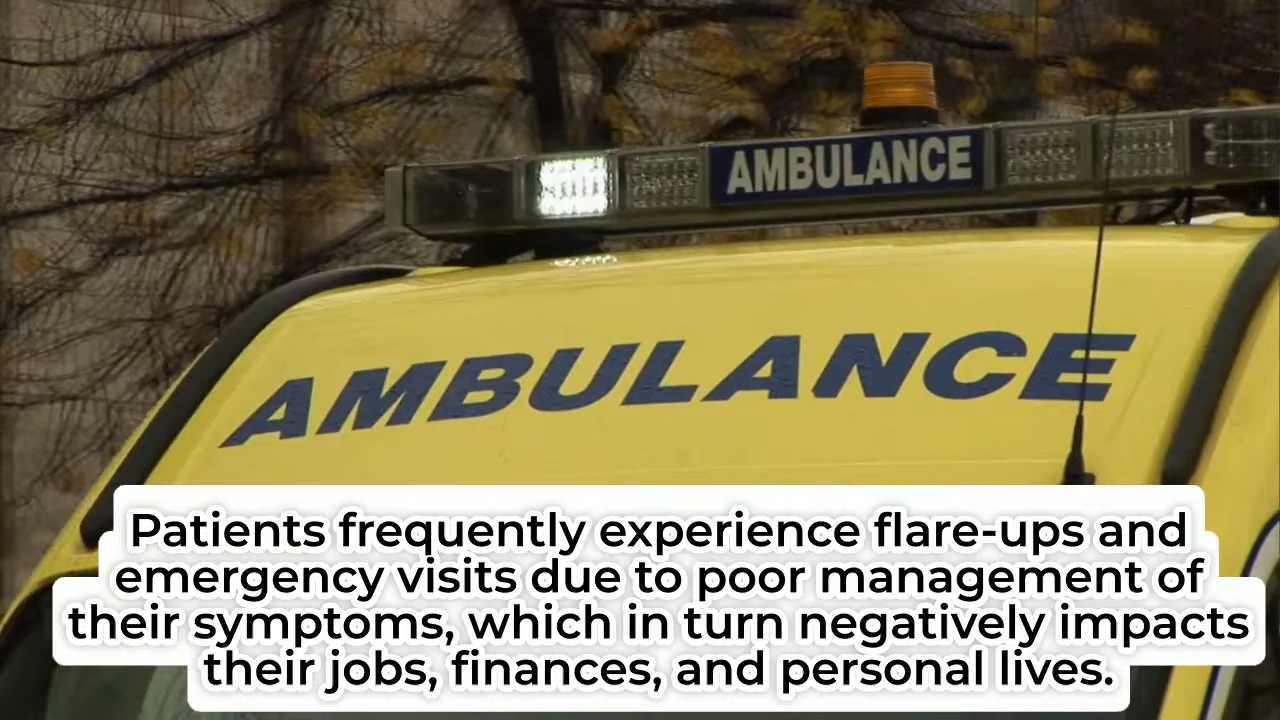 AMBULANCE
AMBULANCE
Patients frequently experience flare-ups and
emergency visits due to poor management of
their symptoms, which in turn negatively impacts
their jobs, finances, and personal lives.